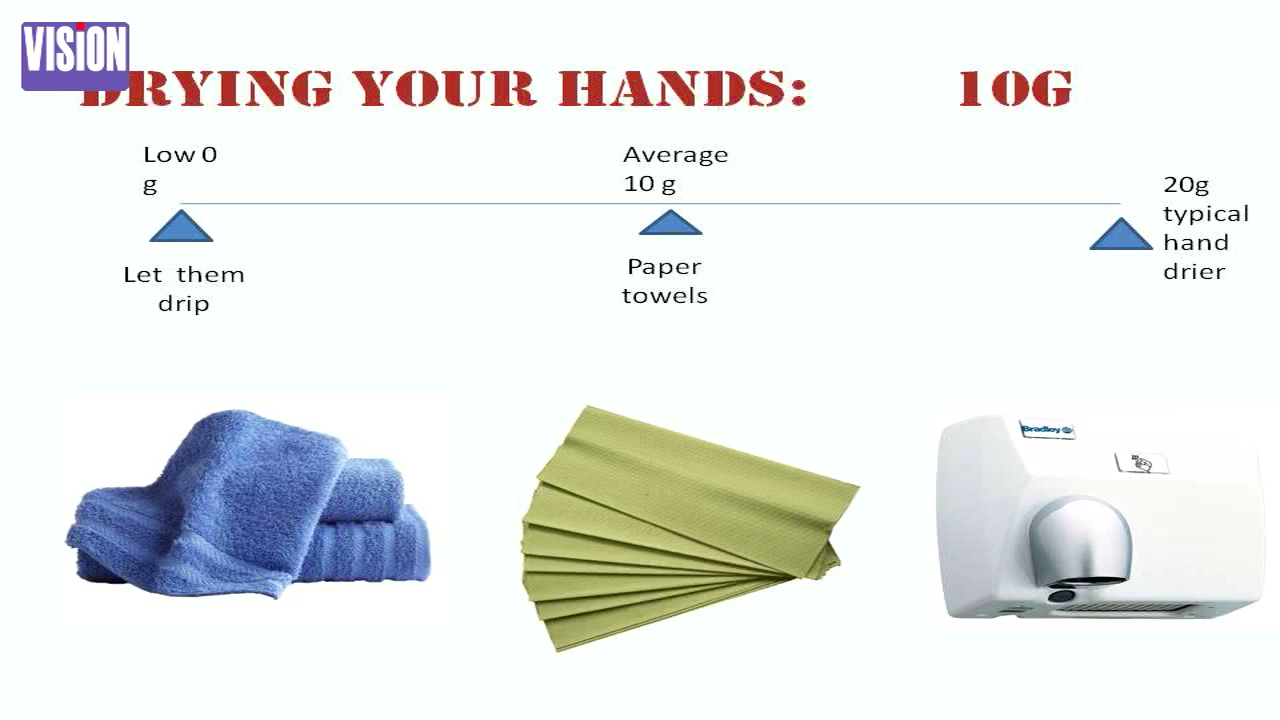 VISION
DRYING YOUR HANDS: 10G
Low 0
g
Average
10 g
20g
typical
hand
drier
Let them
drip
Paper
towels
Bradley